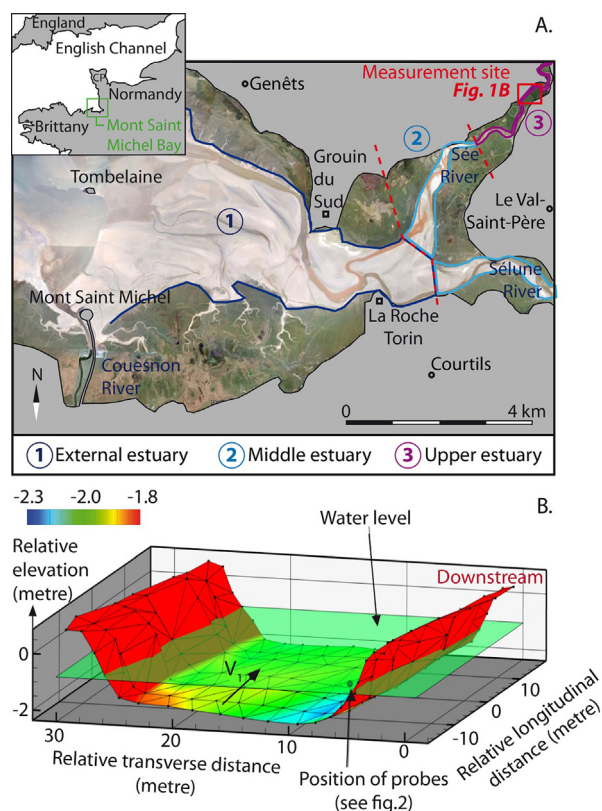 A.
England
English Channel
CP
Normandy
Brittany
Mont Saint
Michel Bay
Genêts
Measurement site
Fig. 1B
3
2
Grouin
du
Sud
Sée
River
Le Val-
Saint-Père
Tombelaine
1
Sélune
River
Mont Saint Michel
La Roche
Torin
Couesnon
River
Courtils
N
0 4 km
1 External estuary 2 Middle estuary 3 Upper estuary
B.
-2.3 -2.0 -1.8
Water level
Relative
elevation
(metre)
Downstream
0
-2
V1
30 20 10 0
-10 0 10
Relative transverse distance
(metre)
Relative longitudinal
distance (metre)
Position of probes
(see fig.2)